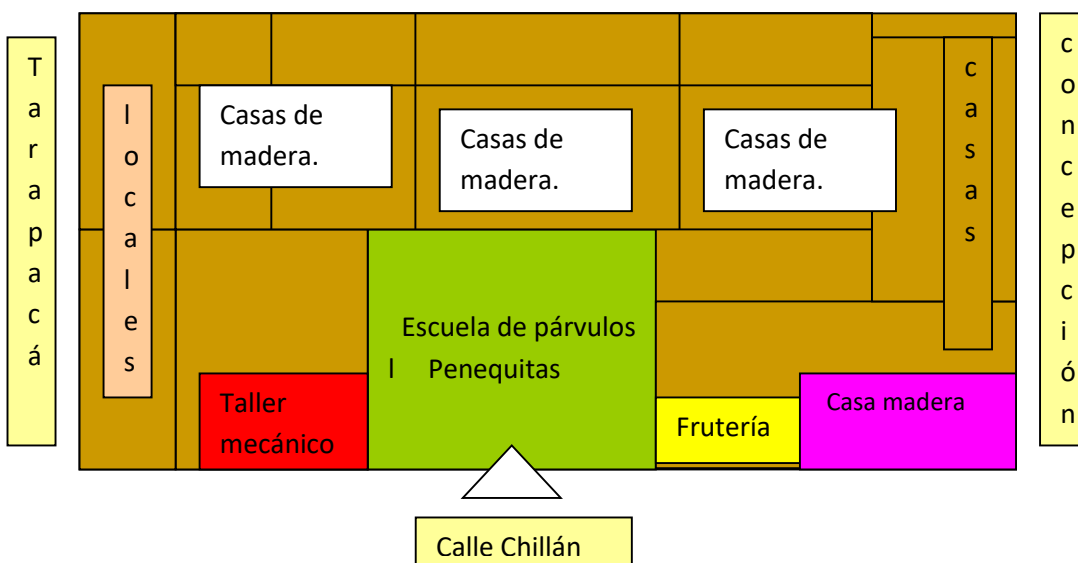 Tarapacá
locales
Casas de
madera.
Casas de
madera.
Casas de
madera.
casas
concepción
Escuela de párvulos
l Penequitas
Taller
mecánico
Frutería
Casa madera
Calle Chillán